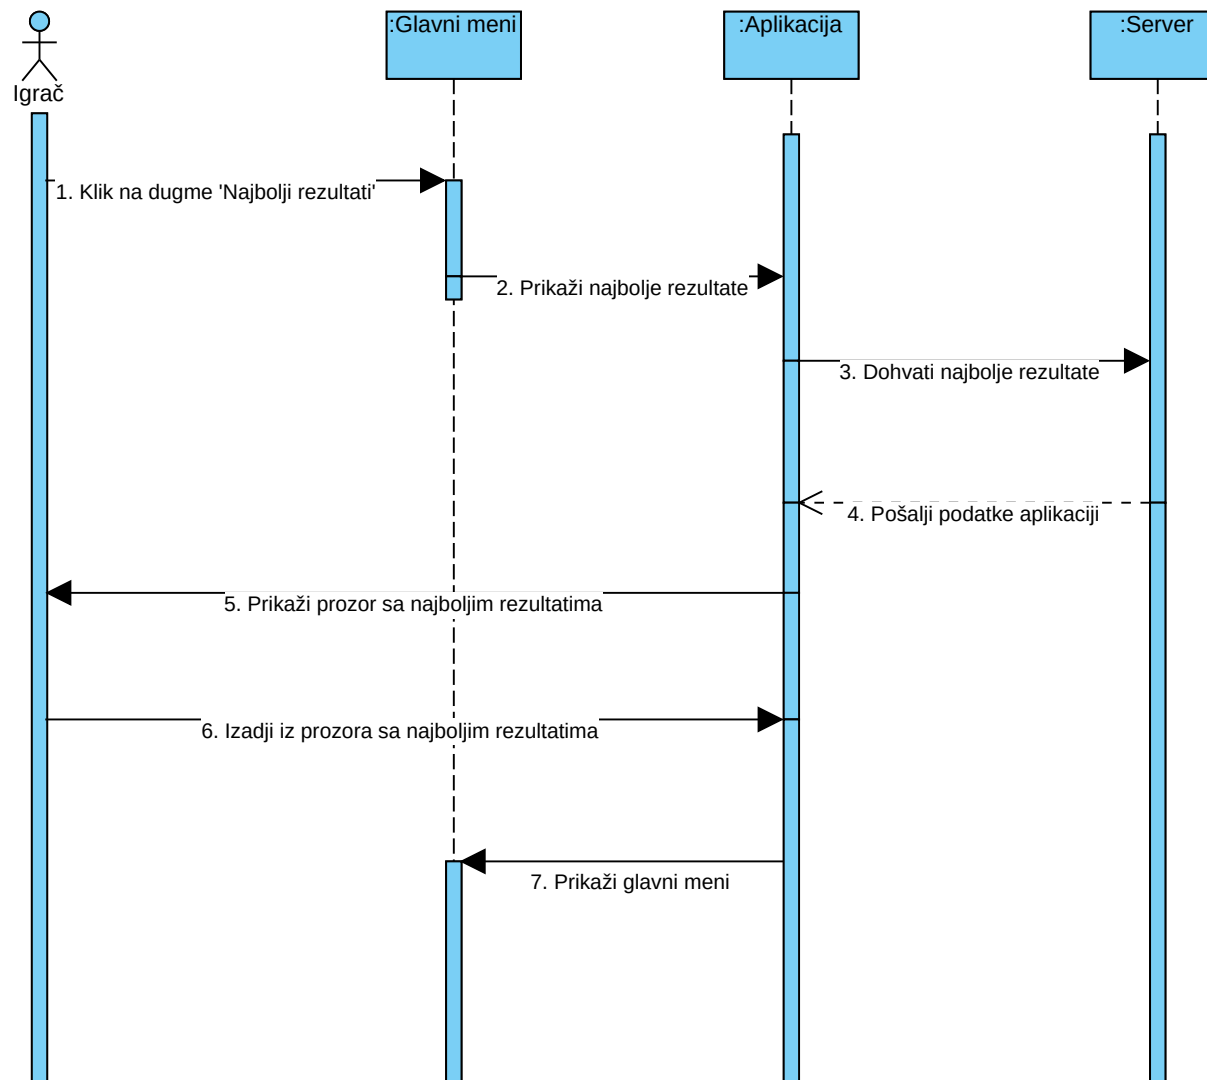 :Glavni meni
:Aplikacija
:Server
Igrač
1. Klik na dugme 'Najbolji rezultati'
2. Prikaži najbolje rezultate
3. Dohvati najbolje rezultate
4. Pošalji podatke aplikaciji
5. Prikaži prozor sa najboljim rezultatima
6. Izadji iz prozora sa najboljim rezultatima
7. Prikaži glavni meni